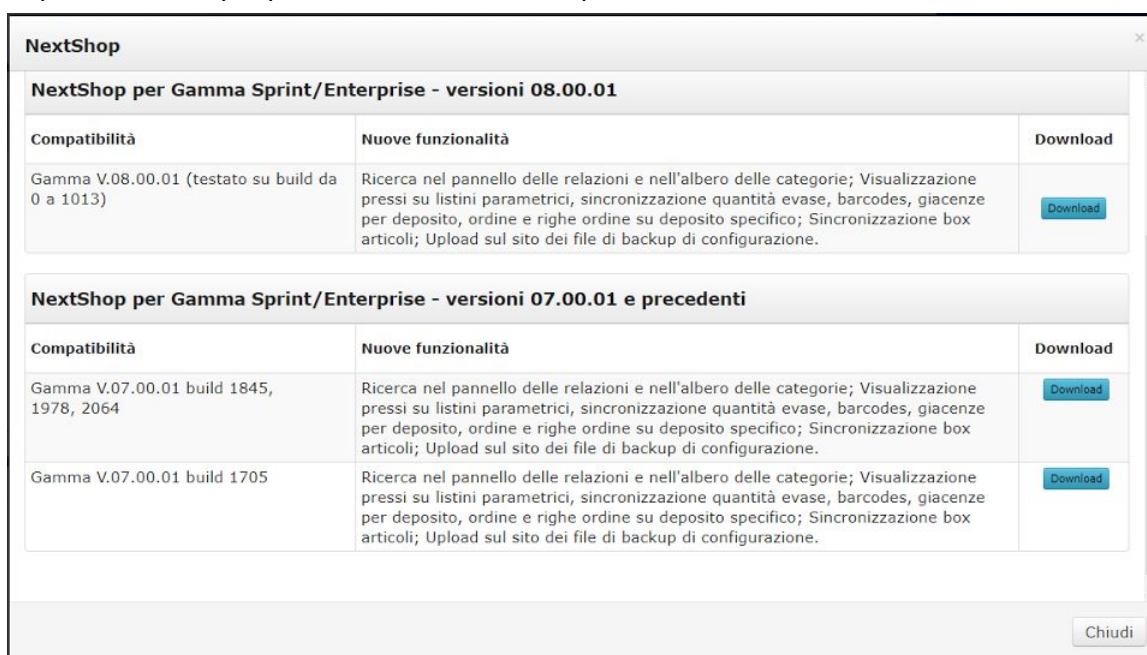 NextShop
×
NextShop per Gamma Sprint/Enterprise - versioni 08.00.01
Compatibilità Nuove funzionalità Download
Gamma V.08.00.01 (testato su build da
0 a 1013)
Ricerca nel pannello delle relazioni e nell'albero delle categorie; Visualizzazione
pressi su listini parametrici, sincronizzazione quantità evase, barcodes, giacenze
per deposito, ordine e righe ordine su deposito specifico; Sincronizzazione box
articoli; Upload sul sito dei file di backup di configurazione.
Download
NextShop per Gamma Sprint/Enterprise - versioni 07.00.01 e precedenti
Compatibilità Nuove funzionalità Download
Gamma V.07.00.01 build 1845,
1978, 2064
Ricerca nel pannello delle relazioni e nell'albero delle categorie; Visualizzazione
pressi su listini parametrici, sincronizzazione quantità evase, barcodes, giacenze
per deposito, ordine e righe ordine su deposito specifico; Sincronizzazione box
articoli; Upload sul sito dei file di backup di configurazione.
Download
Gamma V.07.00.01 build 1705
Ricerca nel pannello delle relazioni e nell'albero delle categorie; Visualizzazione
pressi su listini parametrici, sincronizzazione quantità evase, barcodes, giacenze
per deposito, ordine e righe ordine su deposito specifico; Sincronizzazione box
articoli; Upload sul sito dei file di backup di configurazione.
Download
Chiudi